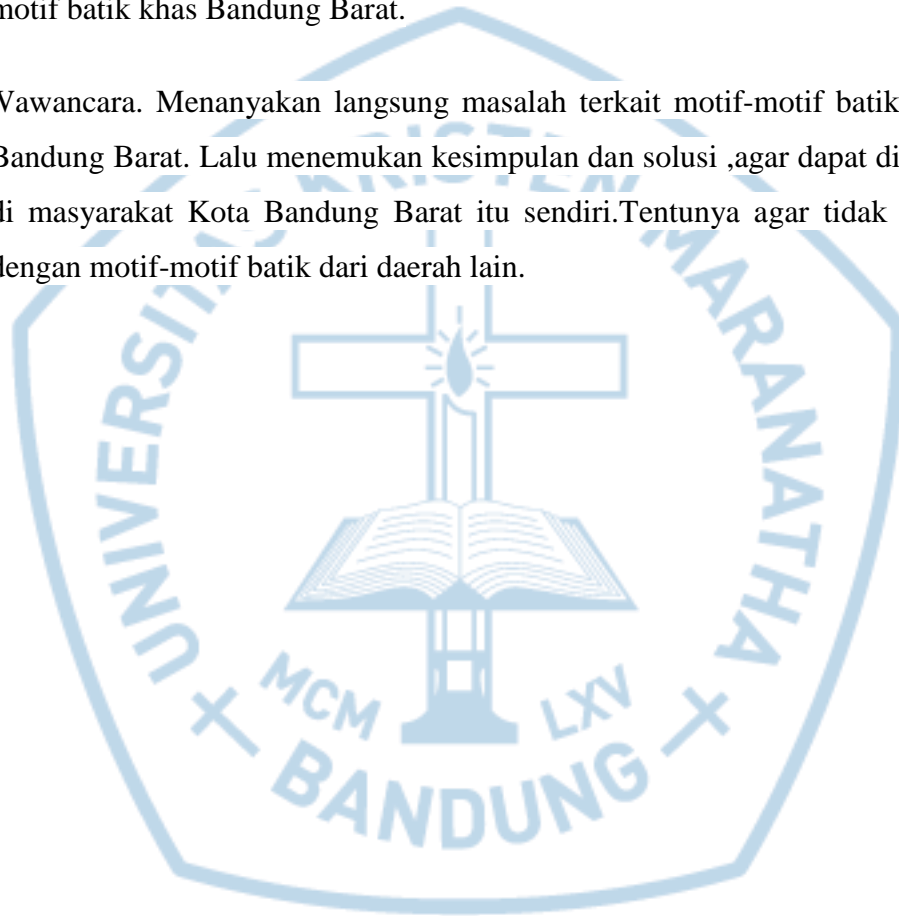 motif batik khas Bandung Barat.
Wawancara. Menanyakan langsung masalah terkait motif-motif batik
Bandung Barat. Lalu menemukan kesimpulan dan solusi ,agar dapat di
di masyarakat Kota Bandung Barat itu sendiri.Tentunya agar tidak
dengan motif-motif batik dari daerah lain.
UNIVERSITAS KRISTEN MARANATHA
MCM LXV
BANDUNG